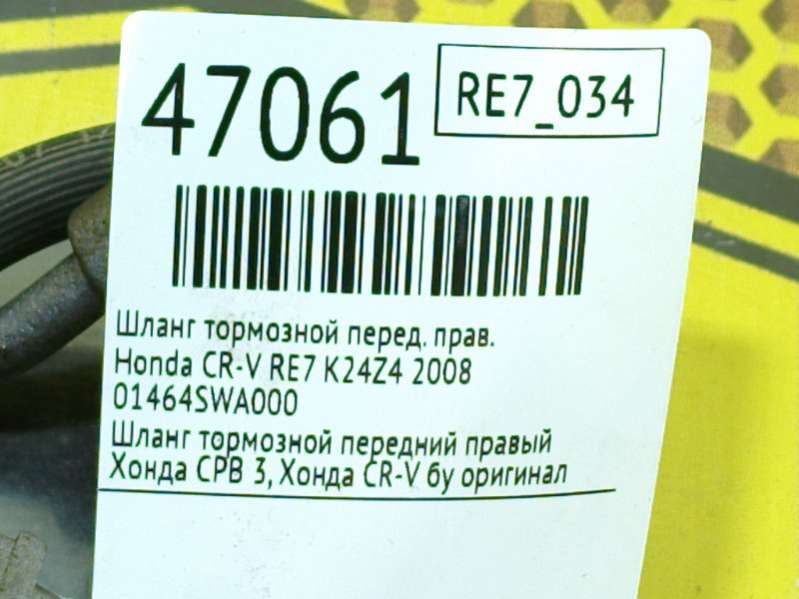 47061
RE7_034
Шланг тормозной перед. прав.
Honda CR-V RE7 K24Z4 2008
01464SWA000
Шланг тормозной передний правый
Хонда СРВ 3, Хонда CR-V бу оригинал